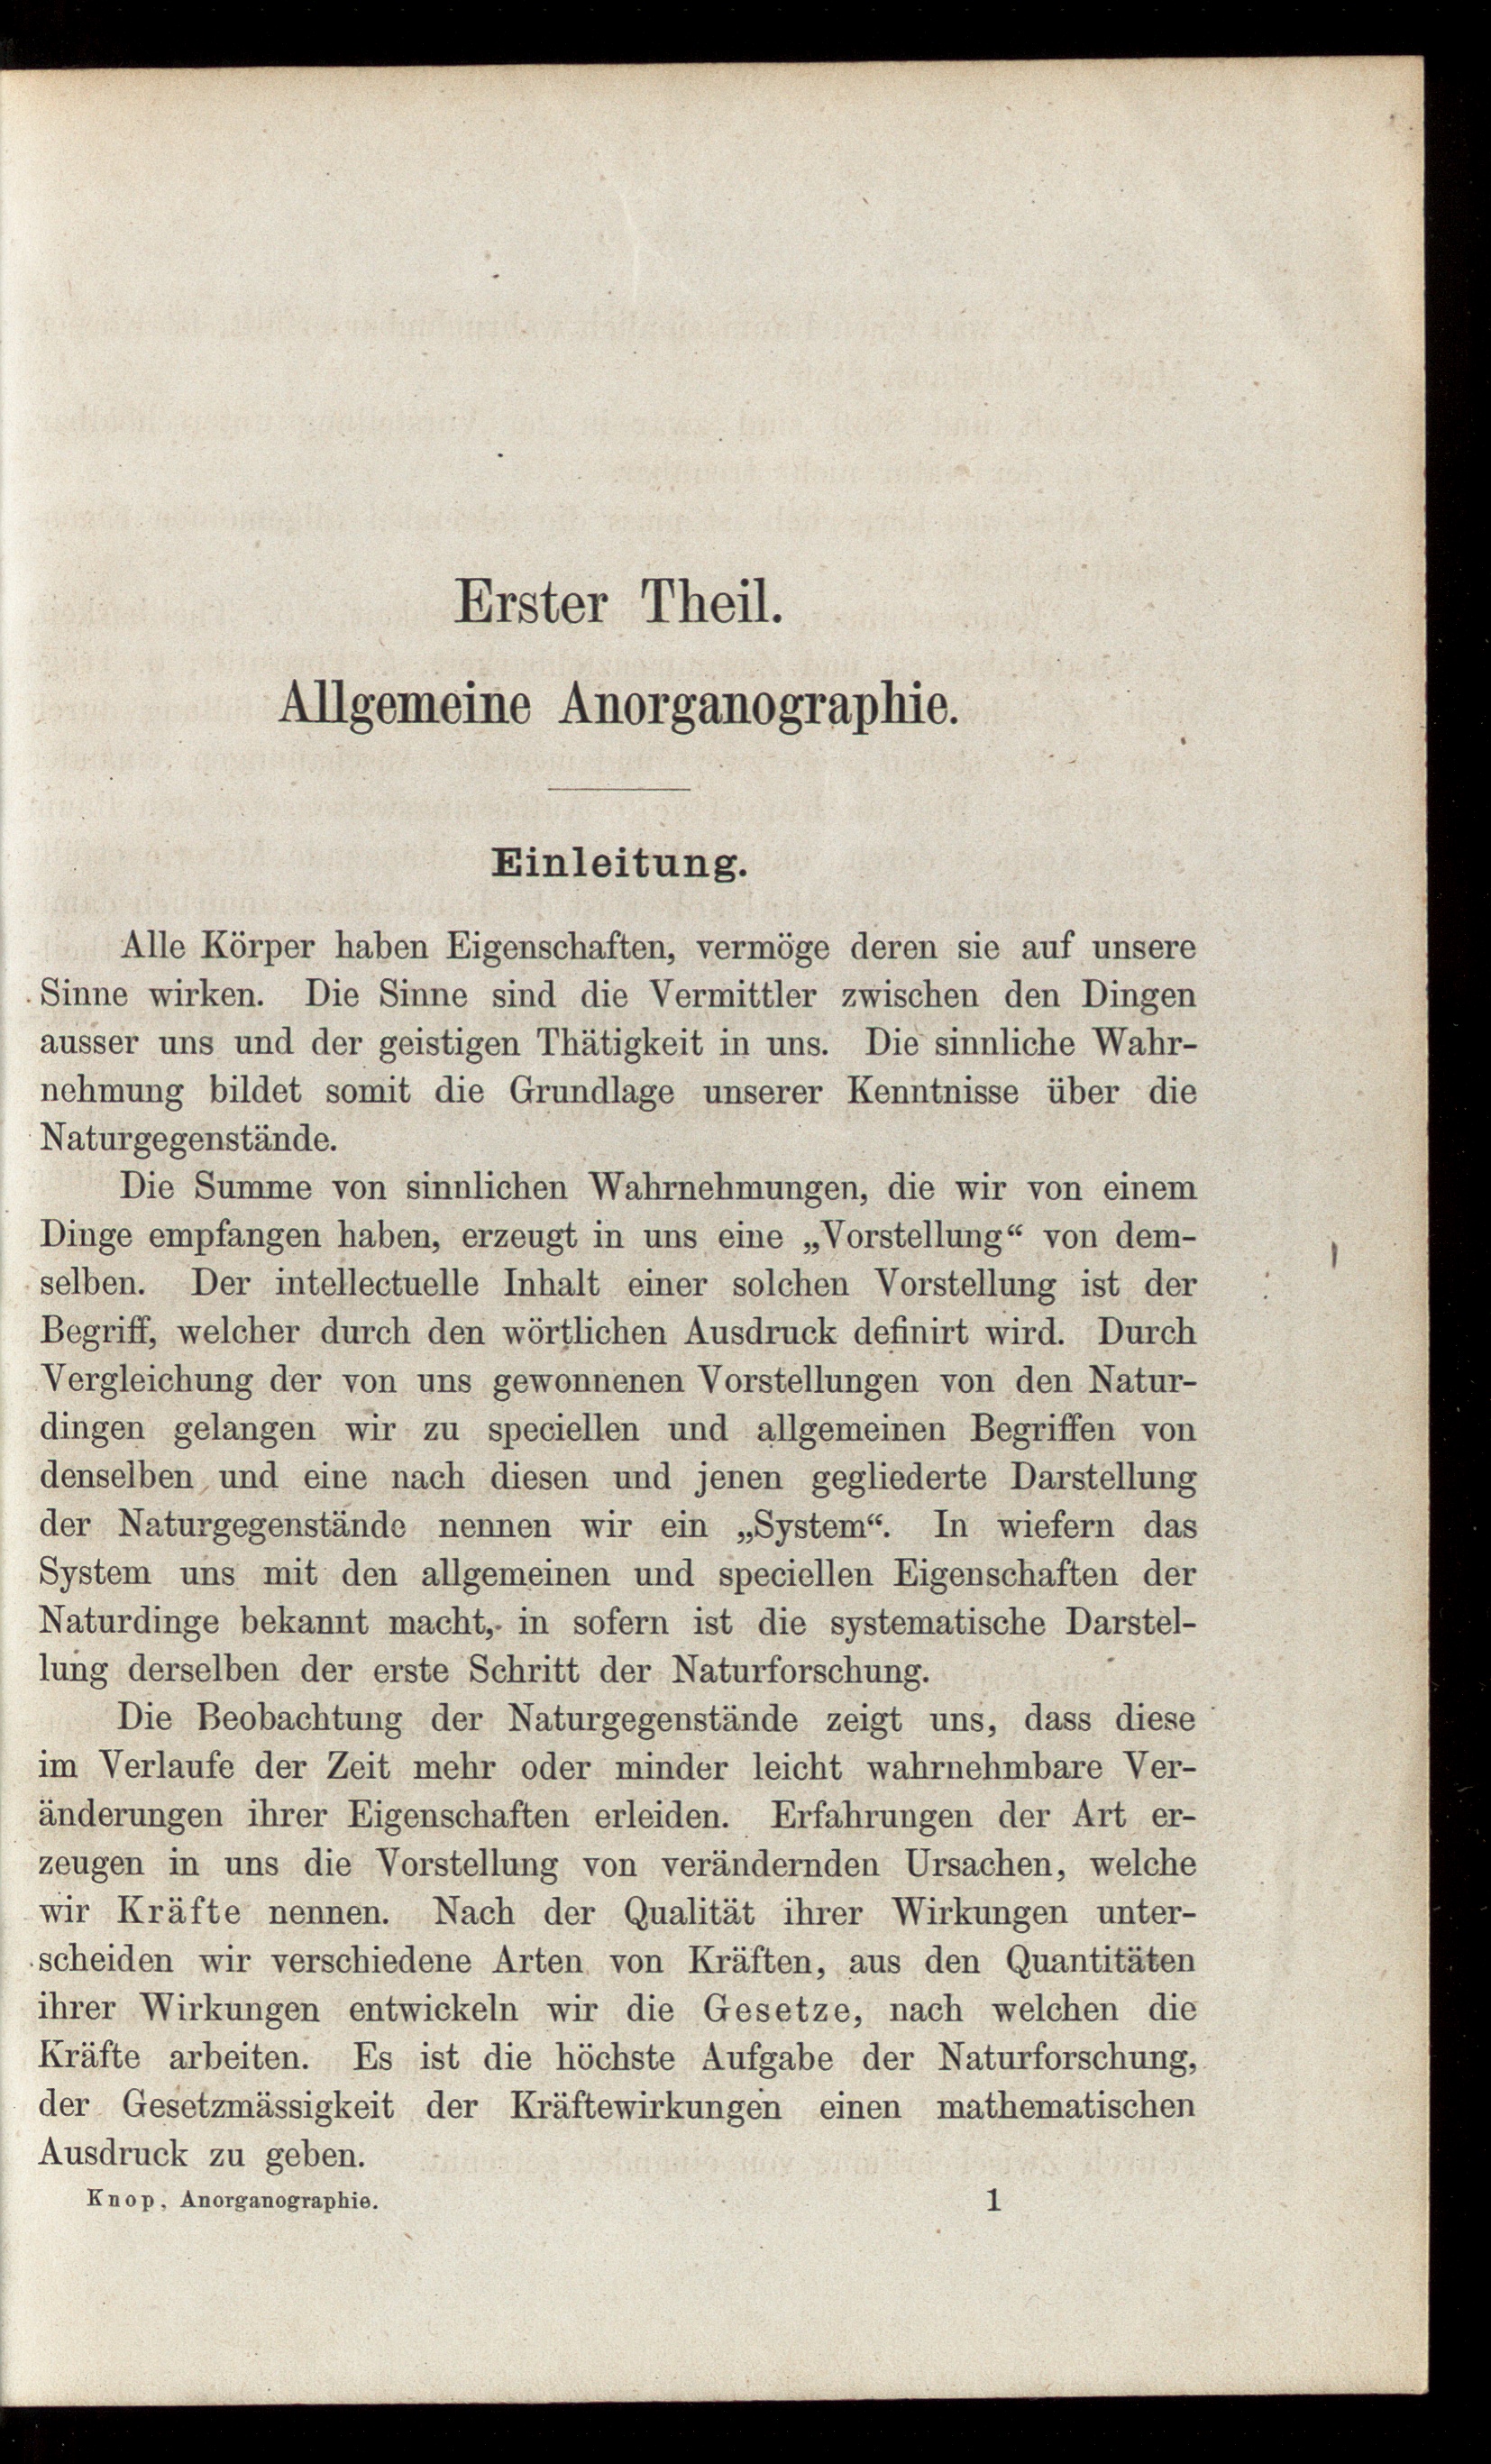 Erster Theil.
Allgemeine Anorganographie.
Einleitung.
Alle Körper haben Eigenschaften, vermöge deren sie auf unsere
Sinne wirken. Die Sinne sind die Vermittler zwischen den Dingen
ausser uns und der geistigen Thätigkeit in uns. Die sinnliche Wahr-
nehmung bildet somit die Grundlage unserer Kenntnisse über die
Naturgegenstände.
Die Summe von sinnlichen Wahrnehmungen, die wir von einem
Dinge empfangen haben, erzeugt in uns eine „Vorstellung“ von dem-
selben. Der intellectuelle Inhalt einer solchen Vorstellung ist der
Begriff, welcher durch den wörtlichen Ausdruck definirt wird. Durch
Vergleichung der von uns gewonnenen Vorstellungen von den Natur-
dingen gelangen wir zu speciellen und allgemeinen Begriffen von
denselben und eine nach diesen und jenen gegliederte Darstellung
der Naturgegenstände nennen wir ein „System“. In wiefern das
System uns mit den allgemeinen und speciellen Eigenschaften der
Naturdinge bekannt macht, in sofern ist die systematische Darstel-
lung derselben der erste Schritt der Naturforschung.
Die Beobachtung der Naturgegenstände zeigt uns, dass diese
im Verlaufe der Zeit mehr oder minder leicht wahrnehmbare Ver-
änderungen ihrer Eigenschaften erleiden. Erfahrungen der Art er-
zeugen in uns die Vorstellung von verändernden Ursachen, welche
wir Kräfte nennen. Nach der Qualität ihrer Wirkungen unter-
scheiden wir verschiedene Arten von Kräften, aus den Quantitäten
ihrer Wirkungen entwickeln wir die Gesetze, nach welchen die
Kräfte arbeiten. Es ist die höchste Aufgabe der Naturforschung,
der Gesetzmässigkeit der Kräftewirkungen einen mathematischen
Ausdruck zu geben.
Knop, Anorganographie. 1